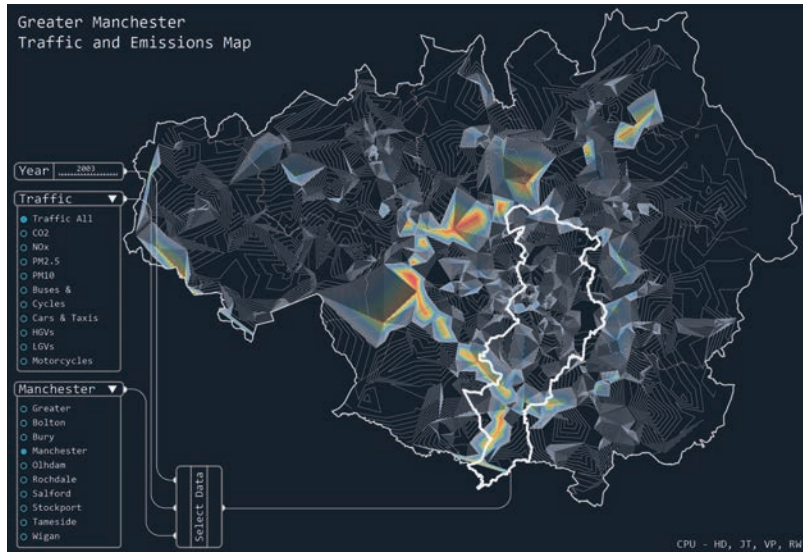 Greater Manchester
Traffic and Emissions Map
Year 2003
Traffic
Traffic All
CO2
NOx
PM2.5
PM10
Buses &
Cycles
Cars & Taxis
HGVs
LGVs
Motorcycles
Manchester
Greater
Bolton
Bury
Manchester
Olhdam
Rochdale
Salford
Stockport
Tameside
Wigan
Select Data
CPU - HD, JT, VP, RW